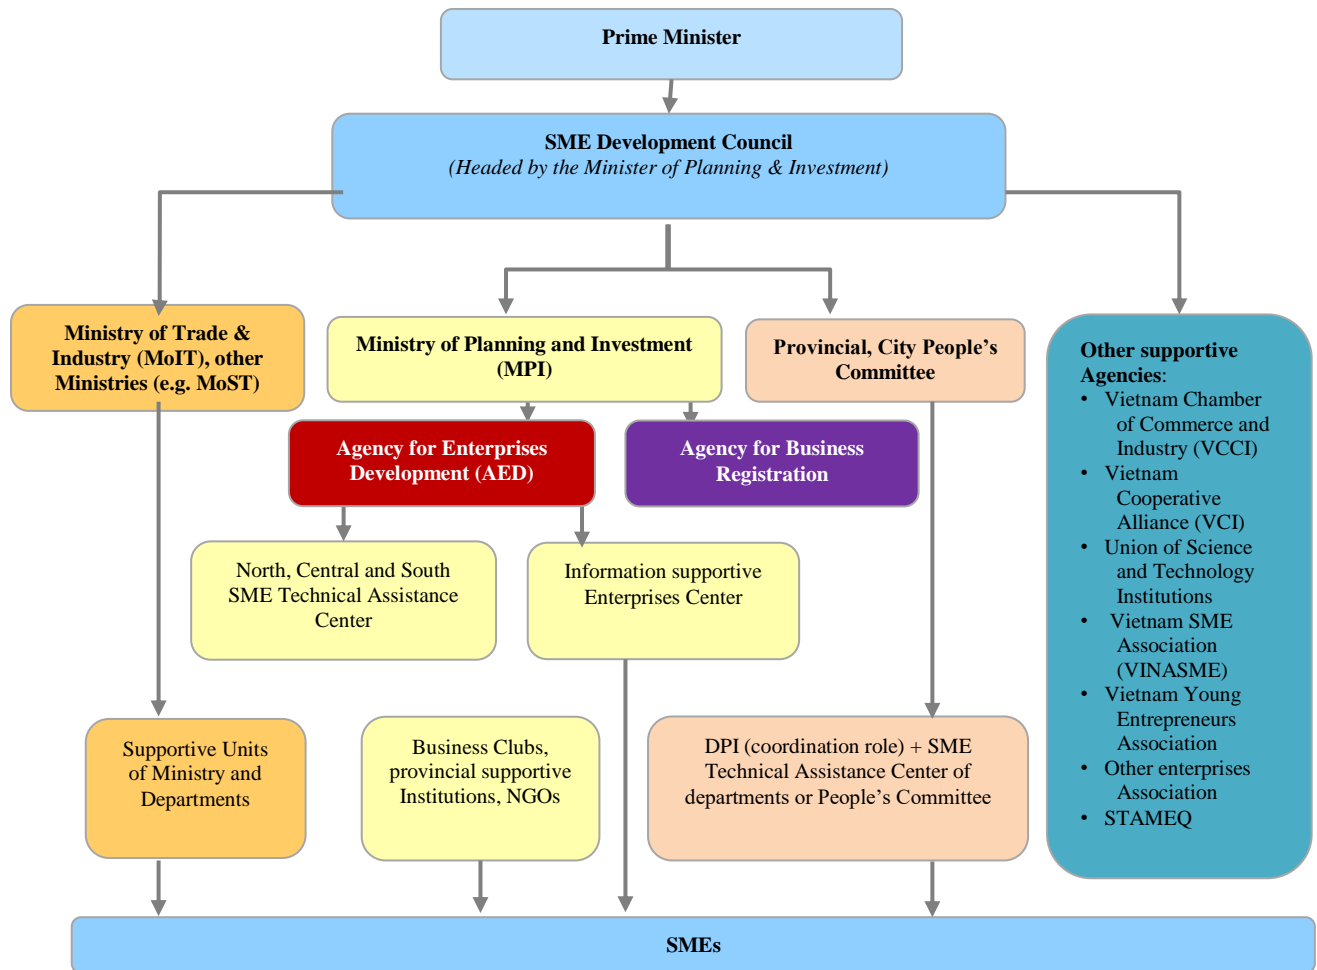 Prime Minister
SME Development Council
(Headed by the Minister of Planning & Investment)
Ministry of Trade &
Industry (MoIT), other
Ministries (e.g. MoST)
Ministry of Planning and Investment
(MPI)
Provincial, City People's
Committee
Other supportive
Agencies:
• Vietnam Chamber
of Commerce and
Industry (VCCI)
• Vietnam
Cooperative
Alliance (VCI)
• Union of Science
and Technology
Institutions
• Vietnam SME
Association
(VINASME)
• Vietnam Young
Entrepreneurs
Association
• Other enterprises
Association
• STAMEQ
Agency for Enterprises
Development (AED)
Agency for Business
Registration
North, Central and South
SME Technical Assistance
Center
Information supportive
Enterprises Center
Supportive Units
of Ministry and
Departments
Business Clubs,
provincial supportive
Institutions, NGOs
DPI (coordination role) + SME
Technical Assistance Center of
departments or People's Committee
SMEs